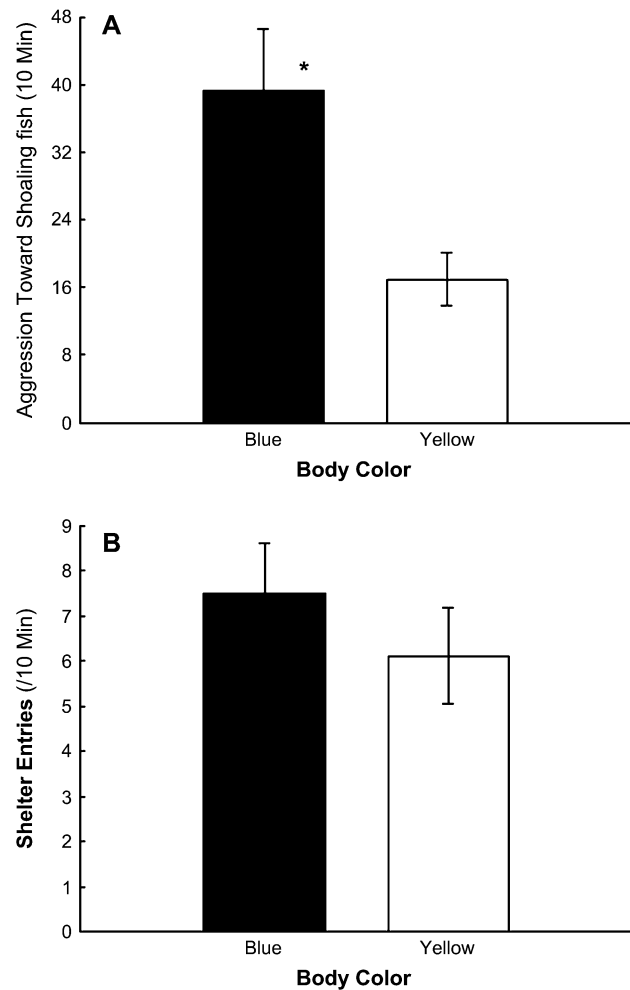 A
Aggression Toward Shoaling fish (10 Min)
48
40
32
24
16
8
0
*
Blue Yellow
Body Color
B
Shelter Entries (/10 Min)
9
8
7
6
5
4
3
2
1
0
Blue Yellow
Body Color